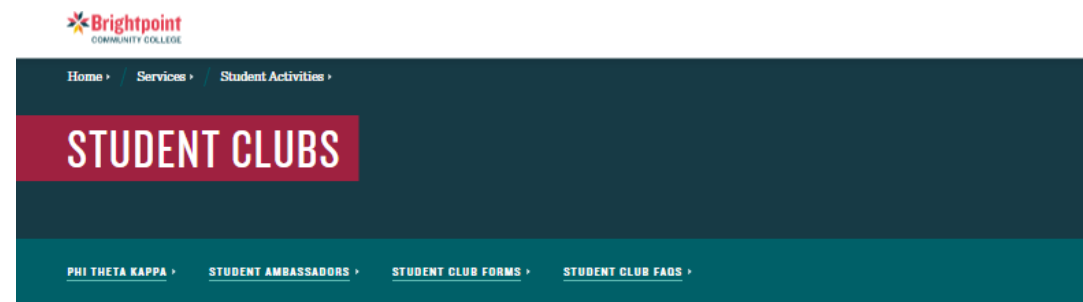 Brightpoint
COMMUNITY COLLEGE
Home › / Services › / Student Activities ›
STUDENT CLUBS
PHI THETA KAPPA › STUDENT AMBASSADORS › STUDENT CLUB FORMS › STUDENT CLUB FAQS ›